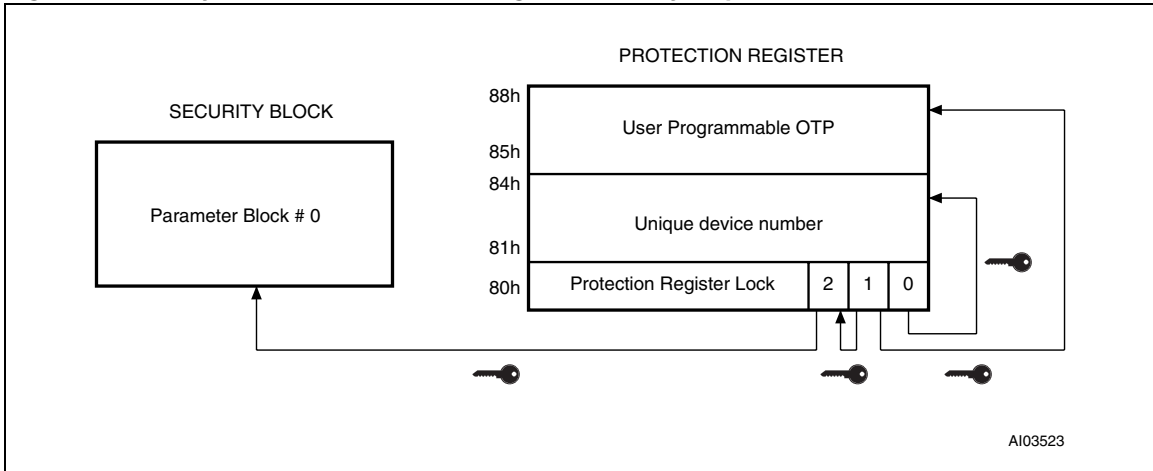 PROTECTION REGISTER
SECURITY BLOCK
Parameter Block # 0
88h
User Programmable OTP
85h
84h
Unique device number
81h
80h
Protection Register Lock
2
1
0
AI03523